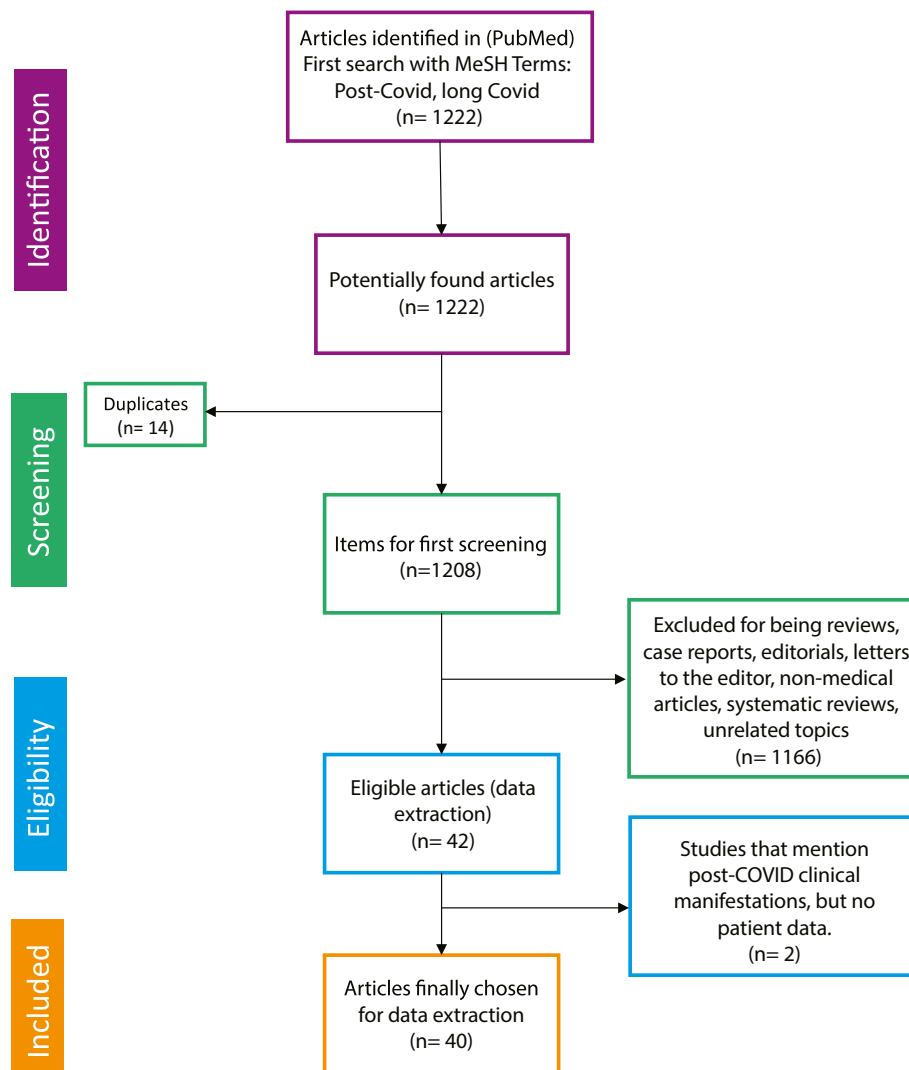 Identification
Articles identified in (PubMed)
First search with MeSH Terms:
Post-Covid, long Covid
(n= 1222)
Potentially found articles
(n= 1222)
Screening
Duplicates
(n= 14)
Items for first screening
(n=1208)
Excluded for being reviews,
case reports, editorials, letters
to the editor, non-medical
articles, systematic reviews,
unrelated topics
(n= 1166)
Eligibility
Eligible articles (data
extraction)
(n= 42)
Studies that mention
post-COVID clinical
manifestations, but no
patient data.
(n= 2)
Included
Articles finally chosen
for data extraction
(n= 40)